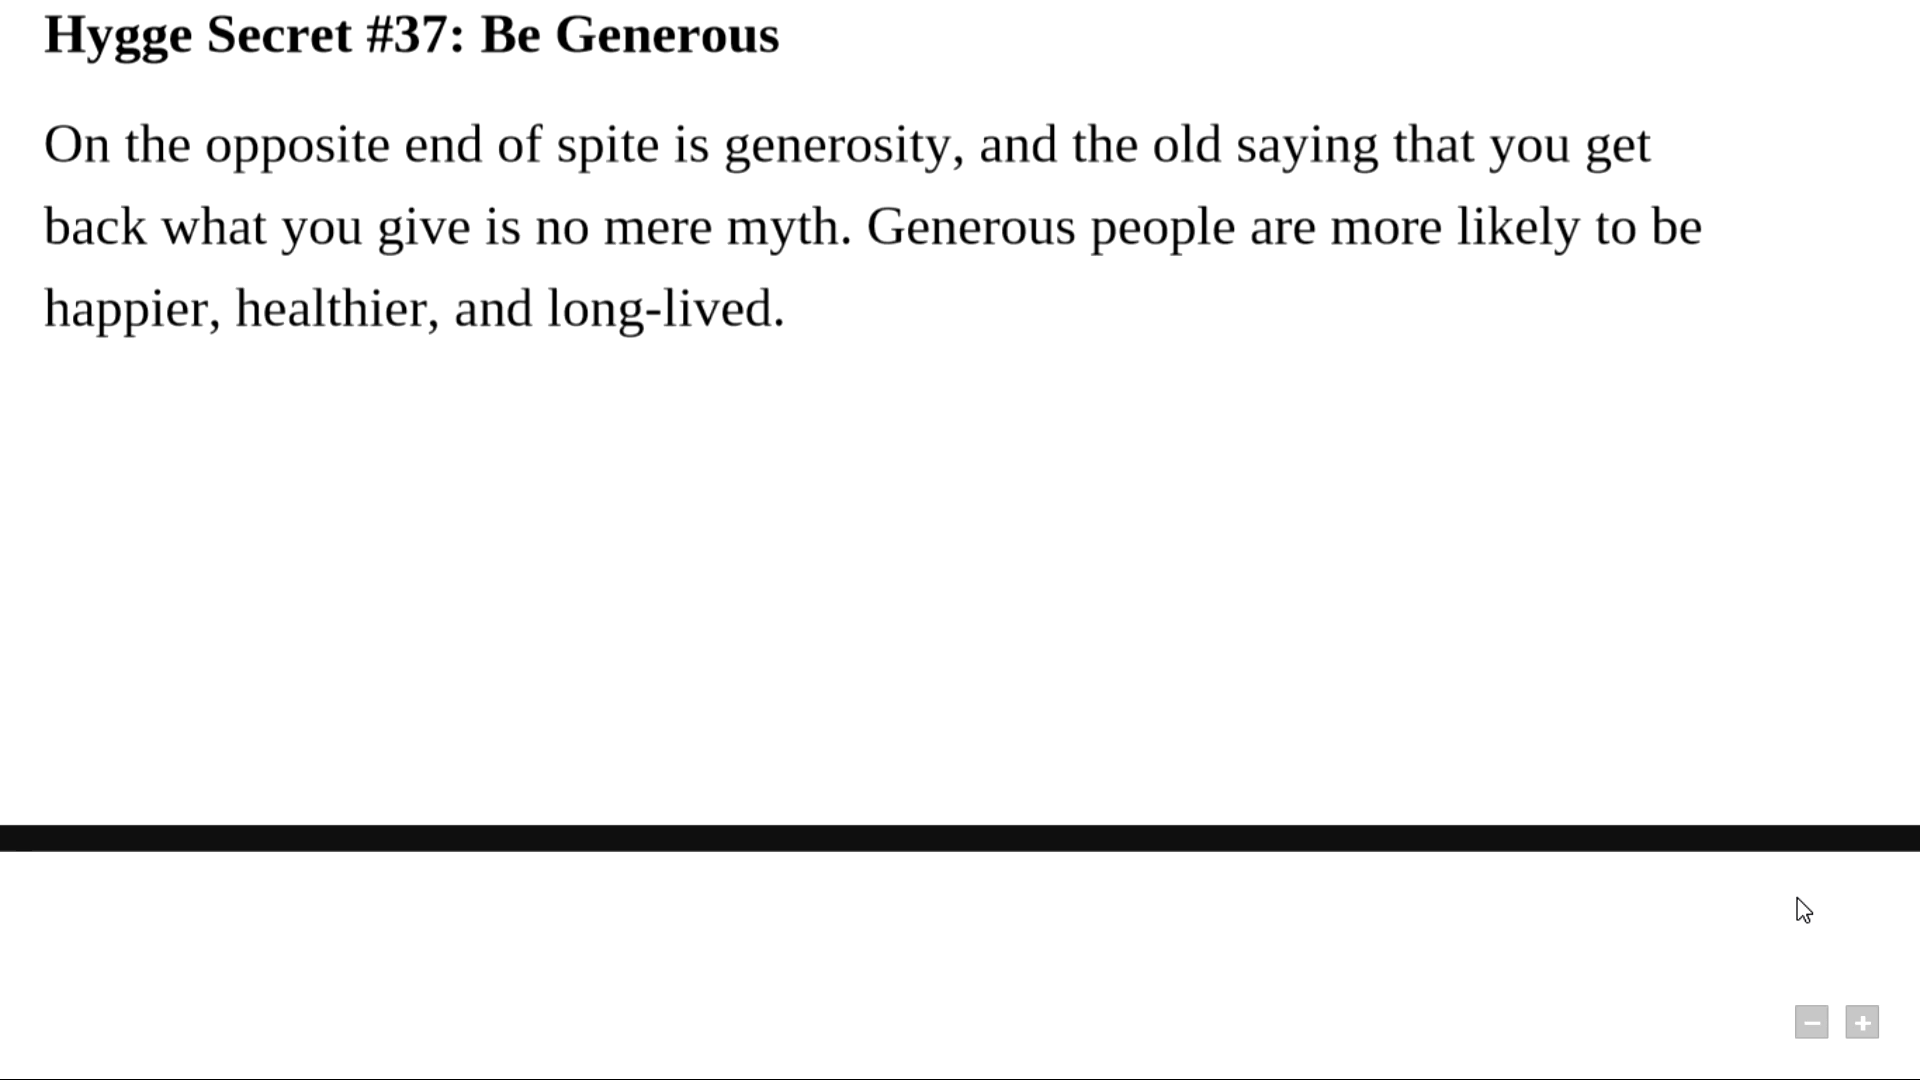 Hygge Secret #37: Be Generous
On the opposite end of spite is generosity, and the old saying that you get
back what you give is no mere myth. Generous people are more likely to be
happier, healthier, and long-lived.